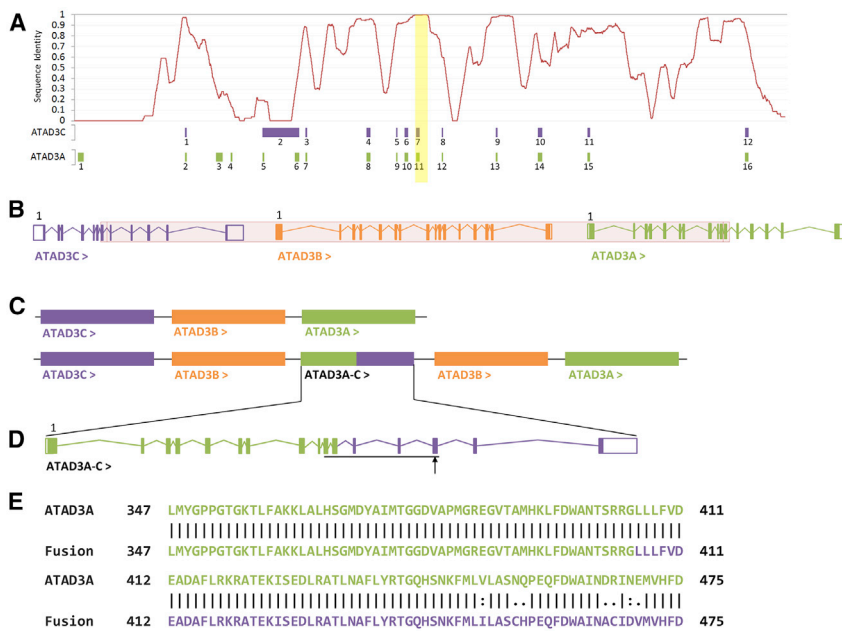 A
Sequence Identity
1
0.9
0.8
0.7
0.6
0.5
0.4
0.3
0.2
0.1
0
ATAD3C
1 2 3 4 5 6 7 8 9 10 11 12
ATAD3A
1 2 3 4 5 6 7 8 9 10 11 12 13 14 15 16
B
1 1 1
ATAD3C > ATAD3B > ATAD3A >
C
ATAD3C > ATAD3B > ATAD3A >
ATAD3C > ATAD3B > ATAD3A-C > ATAD3B > ATAD3A >
D
1
ATAD3A-C >
E
ATAD3A 347 LMYGPPGTGKTLFAKKLALHSGMDYAIMTGGDVAPMGREGVTAMHKLFDWANTSRRGLLLFVD 411
|||||||||||||||||||||||||||||||||||||||||||||||||||||||||||||||
Fusion 347 LMYGPPGTGKTLFAKKLALHSGMDYAIMTGGDVAPMGREGVTAMHKLFDWANTSRRGLLLFVD 411
ATAD3A 412 EADAFLRKRATEKISEDLRATLNAFLYRTGQHSNKFMLVLASNQPEQFDWAINDRINEMVHFD 475
||||||||||||||||||||||||||||||||||||||:|||..|||||||||..|:.|||||
Fusion 412 EADAFLRKRATEKISEDLRATLNAFLYRTGQHSNKFMLILASCHPEQFDWAINACIDVMVHFD 475